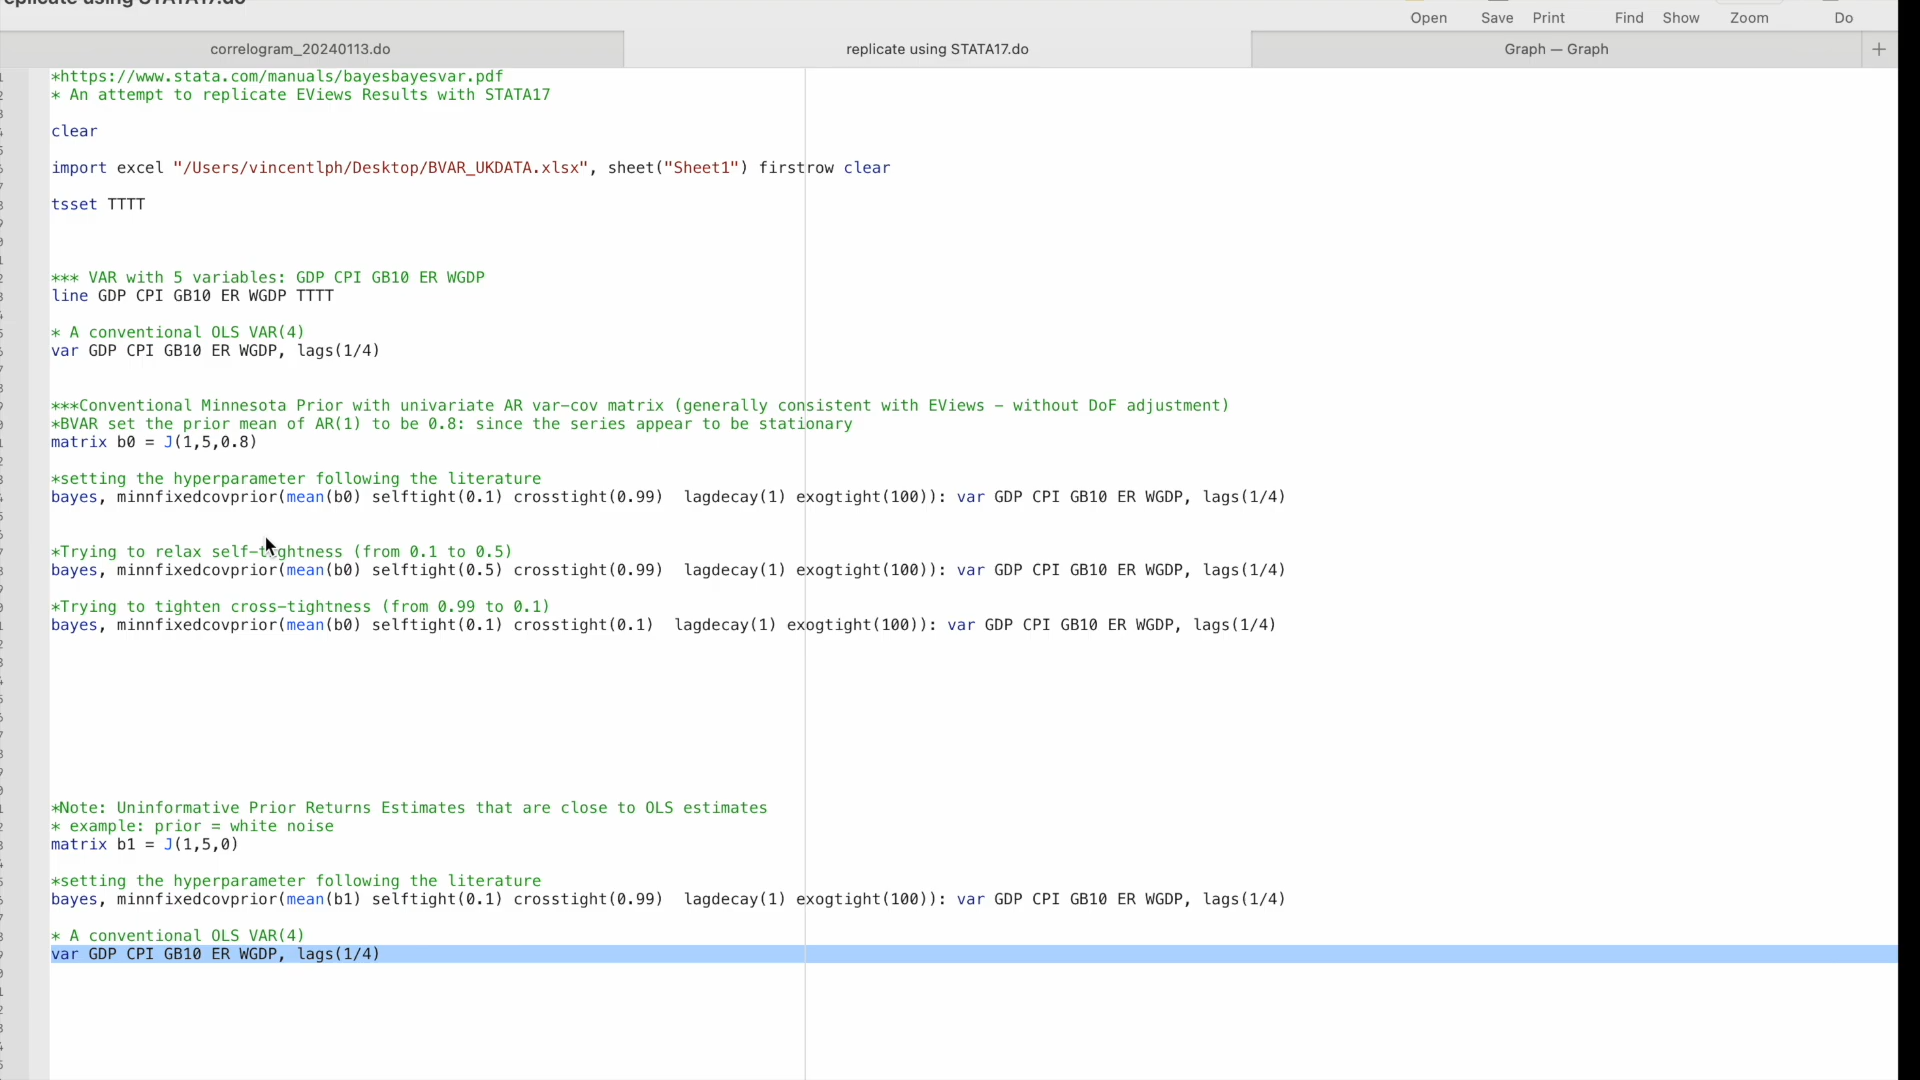 replicate using STATA17.do
Open Save Print Find Show Zoom Do
correlogram_20240113.do
replicate using STATA17.do
Graph — Graph
*https://www.stata.com/manuals/bayesbayesvar.pdf
* An attempt to replicate EViews Results with STATA17
clear
import excel "/Users/vincentlph/Desktop/BVAR_UKDATA.xlsx", sheet("Sheet1") firstrow clear
tsset TTTT
*** VAR with 5 variables: GDP CPI GB10 ER WGDP
line GDP CPI GB10 ER WGDP TTTT
* A conventional OLS VAR(4)
var GDP CPI GB10 ER WGDP, lags(1/4)
***Conventional Minnesota Prior with univariate AR var-cov matrix (generally consistent with EViews – without DoF adjustment)
*BVAR set the prior mean of AR(1) to be 0.8: since the series appear to be stationary
matrix b0 = J(1,5,0.8)
*setting the hyperparameter following the literature
bayes, minnfixedcovprior(mean(b0) selftight(0.1) crosstight(0.99)  lagdecay(1) exogtight(100)): var GDP CPI GB10 ER WGDP, lags(1/4)
*Trying to relax self-tightness (from 0.1 to 0.5)
bayes, minnfixedcovprior(mean(b0) selftight(0.5) crosstight(0.99)  lagdecay(1) exogtight(100)): var GDP CPI GB10 ER WGDP, lags(1/4)
*Trying to tighten cross-tightness (from 0.99 to 0.1)
bayes, minnfixedcovprior(mean(b0) selftight(0.1) crosstight(0.1)  lagdecay(1) exogtight(100)): var GDP CPI GB10 ER WGDP, lags(1/4)
*Note: Uninformative Prior Returns Estimates that are close to OLS estimates
* example: prior = white noise
matrix b1 = J(1,5,0)
*setting the hyperparameter following the literature
bayes, minnfixedcovprior(mean(b1) selftight(0.1) crosstight(0.99)  lagdecay(1) exogtight(100)): var GDP CPI GB10 ER WGDP, lags(1/4)
* A conventional OLS VAR(4)
var GDP CPI GB10 ER WGDP, lags(1/4)